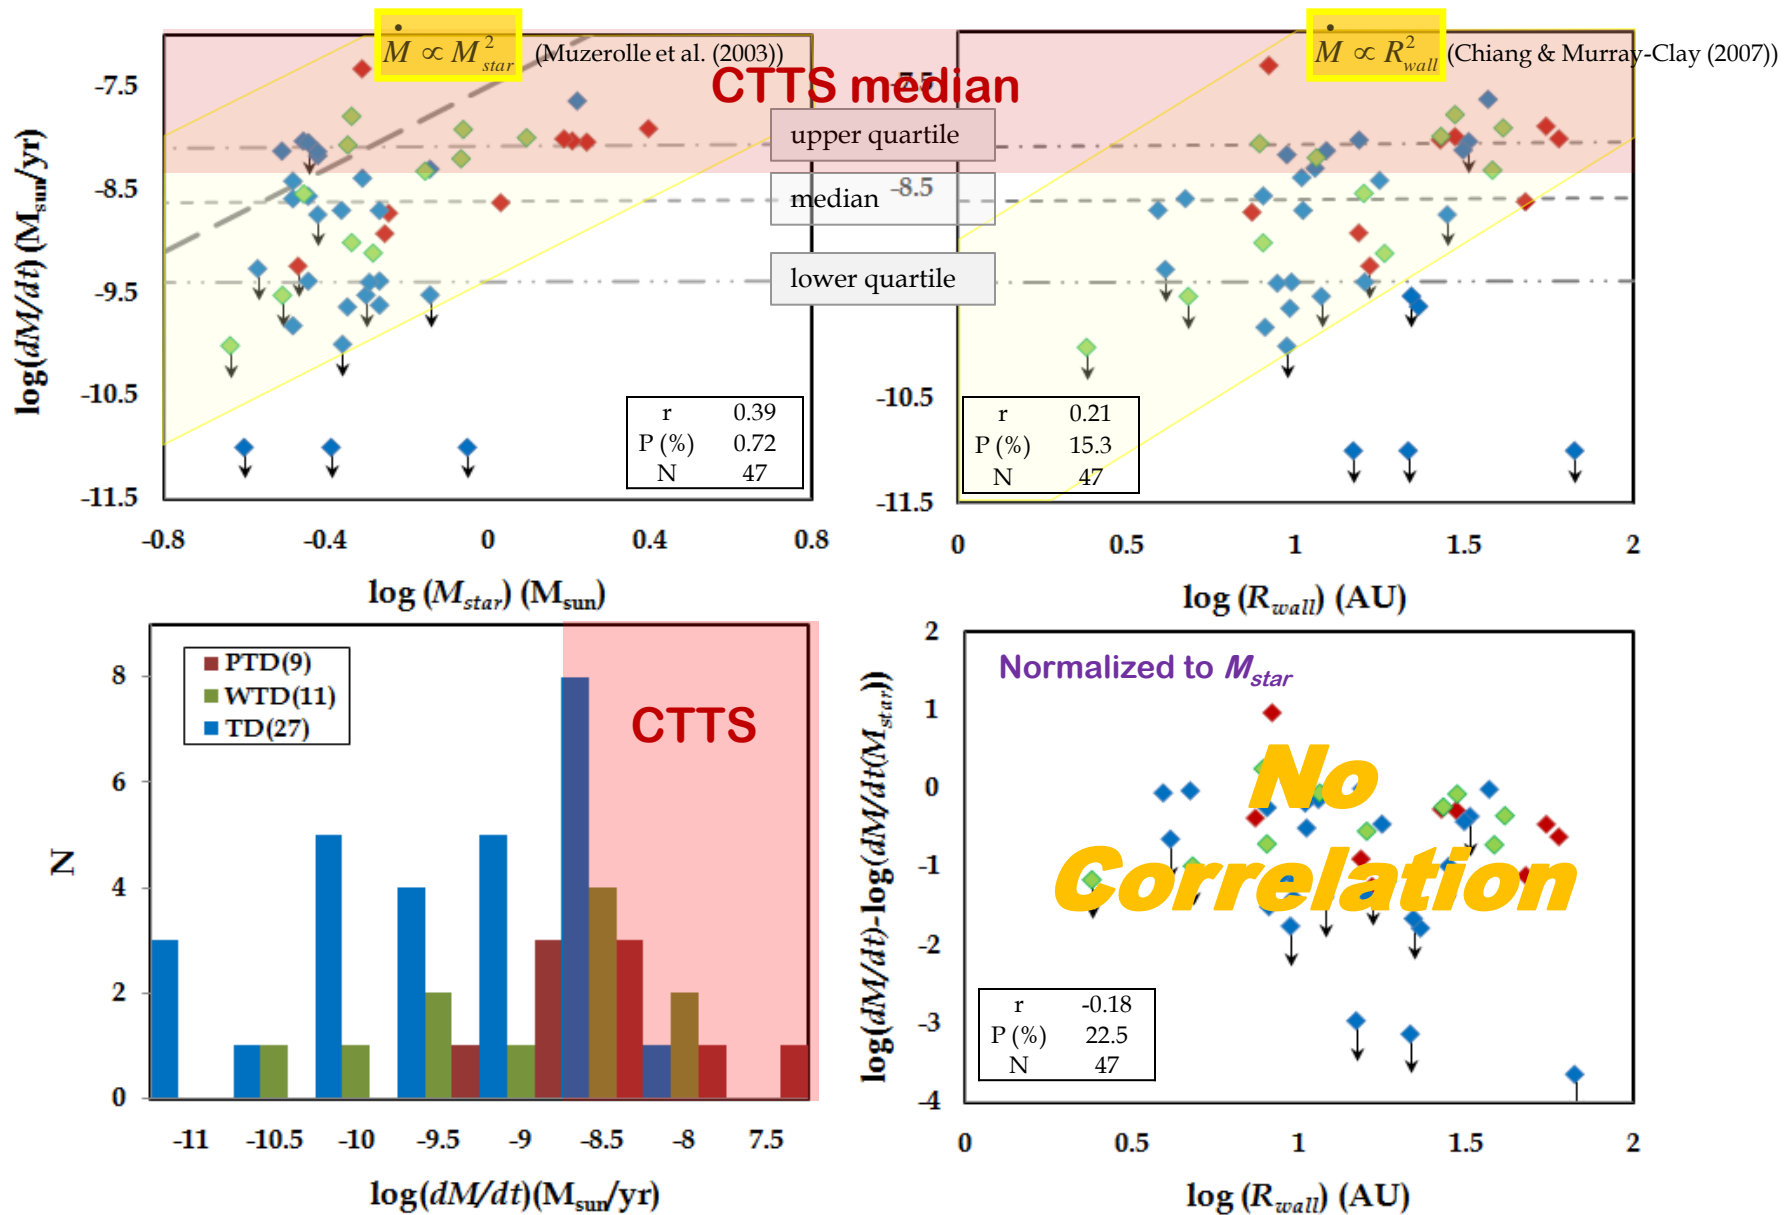 Ṁ ∝ M²star (Muzerolle et al. (2003))
Ṁ ∝ R²wall (Chiang & Murray-Clay (2007))
CTTS median
upper quartile
median
lower quartile
log(dM/dt) (Msun/yr)
-7.5
-8.5
-9.5
-10.5
-11.5
r 0.39
P (%) 0.72
N 47
-0.8 -0.4 0 0.4 0.8
log (Mstar) (Msun)
-7.5
-8.5
-10.5
-11.5
r 0.21
P (%) 15.3
N 47
0 0.5 1 1.5 2
log (Rwall) (AU)
PTD(9)
WTD(11)
TD(27)
CTTS
N
8
6
4
2
0
-11 -10.5 -10 -9.5 -9 -8.5 -8 7.5
log(dM/dt)(Msun/yr)
Normalized to Mstar
No
Correlation
log(dM/dt)-log(dM/dt(Mstar))
2
1
0
-1
-2
-3
-4
r -0.18
P (%) 22.5
N 47
0 0.5 1 1.5 2
log (Rwall) (AU)